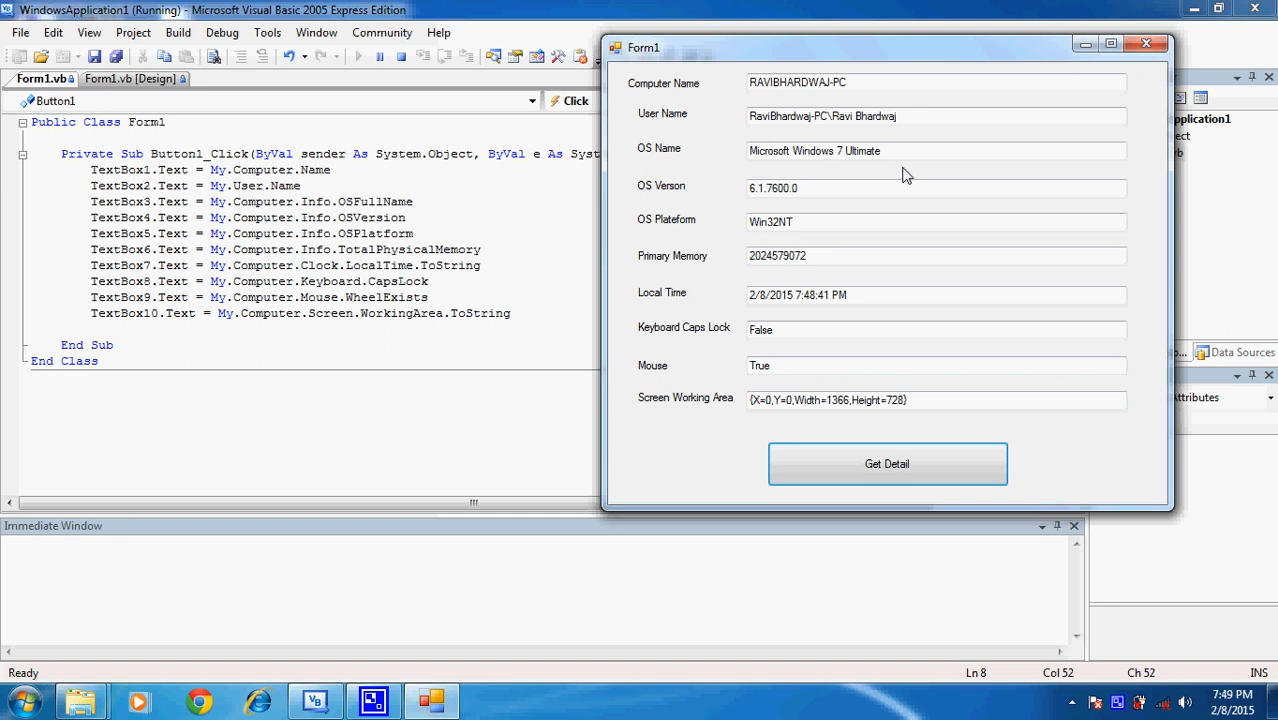 WindowsApplication1 (Running) - Microsoft Visual Basic 2005 Express Edition
File Edit View Project Build Debug Tools Window Community Help
Form1.vb Form1.vb [Design]
Button1 Click
Public Class Form1
Private Sub Button1_Click(ByVal sender As System.Object, ByVal e As Syst
TextBox1.Text = My.Computer.Name
TextBox2.Text = My.User.Name
TextBox3.Text = My.Computer.Info.OSFullName
TextBox4.Text = My.Computer.Info.OSVersion
TextBox5.Text = My.Computer.Info.OSPlatform
TextBox6.Text = My.Computer.Info.TotalPhysicalMemory
TextBox7.Text = My.Computer.Clock.LocalTime.ToString
TextBox8.Text = My.Computer.Keyboard.CapsLock
TextBox9.Text = My.Computer.Mouse.WheelExists
TextBox10.Text = My.Computer.Screen.WorkingArea.ToString
End Sub
End Class
Form1
Computer Name RAVIBHARDWAJ-PC
User Name RaviBhardwaj-PC\Ravi Bhardwaj
OS Name Microsoft Windows 7 Ultimate
OS Verson 6.1.7600.0
OS Plateform Win32NT
Primary Memory 2024579072
Local Time 2/8/2015 7:48:41 PM
Keyboard Caps Lock False
Mouse True
Screen Working Area {X=0,Y=0,Width=1366,Height=728}
Get Detail
pplication1
ect
vb
o... Data Sources
Attributes
Immediate Window
Ready Ln 8 Col 52 Ch 52 INS
7:49 PM
2/8/2015